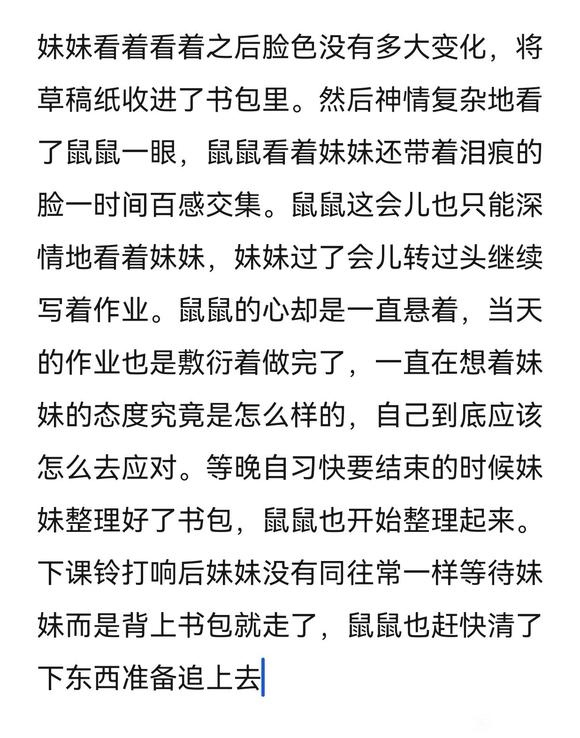 妹妹看着看着之后脸色没有多大变化，将
草稿纸收进了书包里。然后神情复杂地看
了鼠鼠一眼，鼠鼠看着妹妹还带着泪痕的
脸一时间百感交集。鼠鼠这会儿也只能深
情地看着妹妹，妹妹过了会儿转过头继续
写着作业。鼠鼠的心却是一直悬着，当天
的作业也是敷衍着做完了，一直在想着妹
妹的态度究竟是怎么样的，自己到底应该
怎么去应对。等晚自习快要结束的时候妹
妹整理好了书包，鼠鼠也开始整理起来。
下课铃打响后妹妹没有同往常一样等待妹
妹而是背上书包就走了，鼠鼠也赶快清了
下东西准备追上去